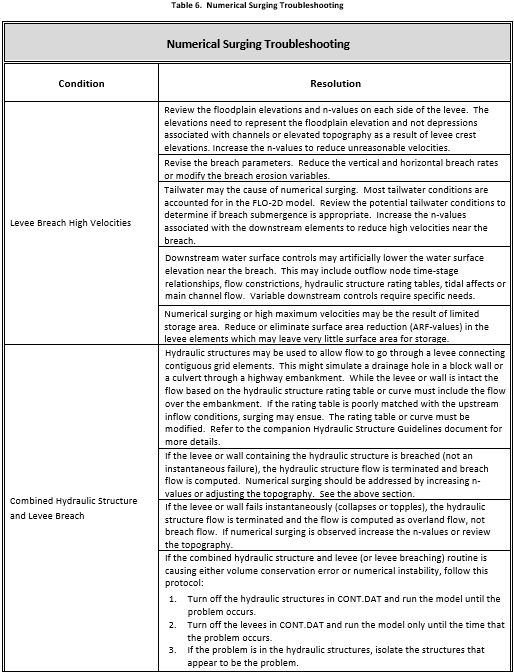 Table 6.  Numerical Surging Troubleshooting
Numerical Surging Troubleshooting
Condition
Resolution
Levee Breach High Velocities
Review the floodplain elevations and n-values on each side of the levee.  The
elevations need to represent the floodplain elevation and not depressions
associated with channels or elevated topography as a result of levee crest
elevations. Increase the n-values to reduce unreasonable velocities.
Revise the breach parameters.  Reduce the vertical and horizontal breach rates
or modify the breach erosion variables.
Tailwater may the cause of numerical surging.  Most tailwater conditions are
accounted for in the FLO-2D model.  Review the potential tailwater conditions to
determine if breach submergence is appropriate.  Increase the n-values
associated with the downstream elements to reduce high velocities near the
breach.
Downstream water surface controls may artificially lower the water surface
elevation near the breach.  This may include outflow node time-stage
relationships, flow constrictions, hydraulic structure rating tables, tidal affects or
main channel flow.  Variable downstream controls require specific needs.
Numerical surging or high maximum velocities may be the result of limited
storage area.  Reduce or eliminate surface area reduction (ARF-values) in the
levee elements which may leave very little surface area for storage.
Combined Hydraulic Structure
and Levee Breach
Hydraulic structures may be used to allow flow to go through a levee connecting
contiguous grid elements.  This might simulate a drainage hole in a block wall or
a culvert through a highway embankment.  While the levee or wall is intact the
flow based on the hydraulic structure rating table or curve must include the flow
over the embankment.  If the rating table is poorly matched with the upstream
inflow conditions, surging may ensue.  The rating table or curve must be
modified.  Refer to the companion Hydraulic Structure Guidelines document for
more details.
If the levee or wall containing the hydraulic structure is breached (not an
instantaneous failure), the hydraulic structure flow is terminated and breach
flow is computed.  Numerical surging should be addressed by increasing n-
values or adjusting the topography.  See the above section.
If the levee or wall fails instantaneously (collapses or topples), the hydraulic
structure flow is terminated and the flow is computed as overland flow, not
breach flow.  If numerical surging is observed increase the n-values or review
the topography.
If the combined hydraulic structure and levee (or levee breaching) routine is
causing either volume conservation error or numerical instability, follow this
protocol:
1. Turn off the hydraulic structures in CONT.DAT and run the model until the
problem occurs.
2. Turn off the levees in CONT.DAT and run the model only until the time that
the problem occurs.
3. If the problem is in the hydraulic structures, isolate the structures that
appear to be the problem.